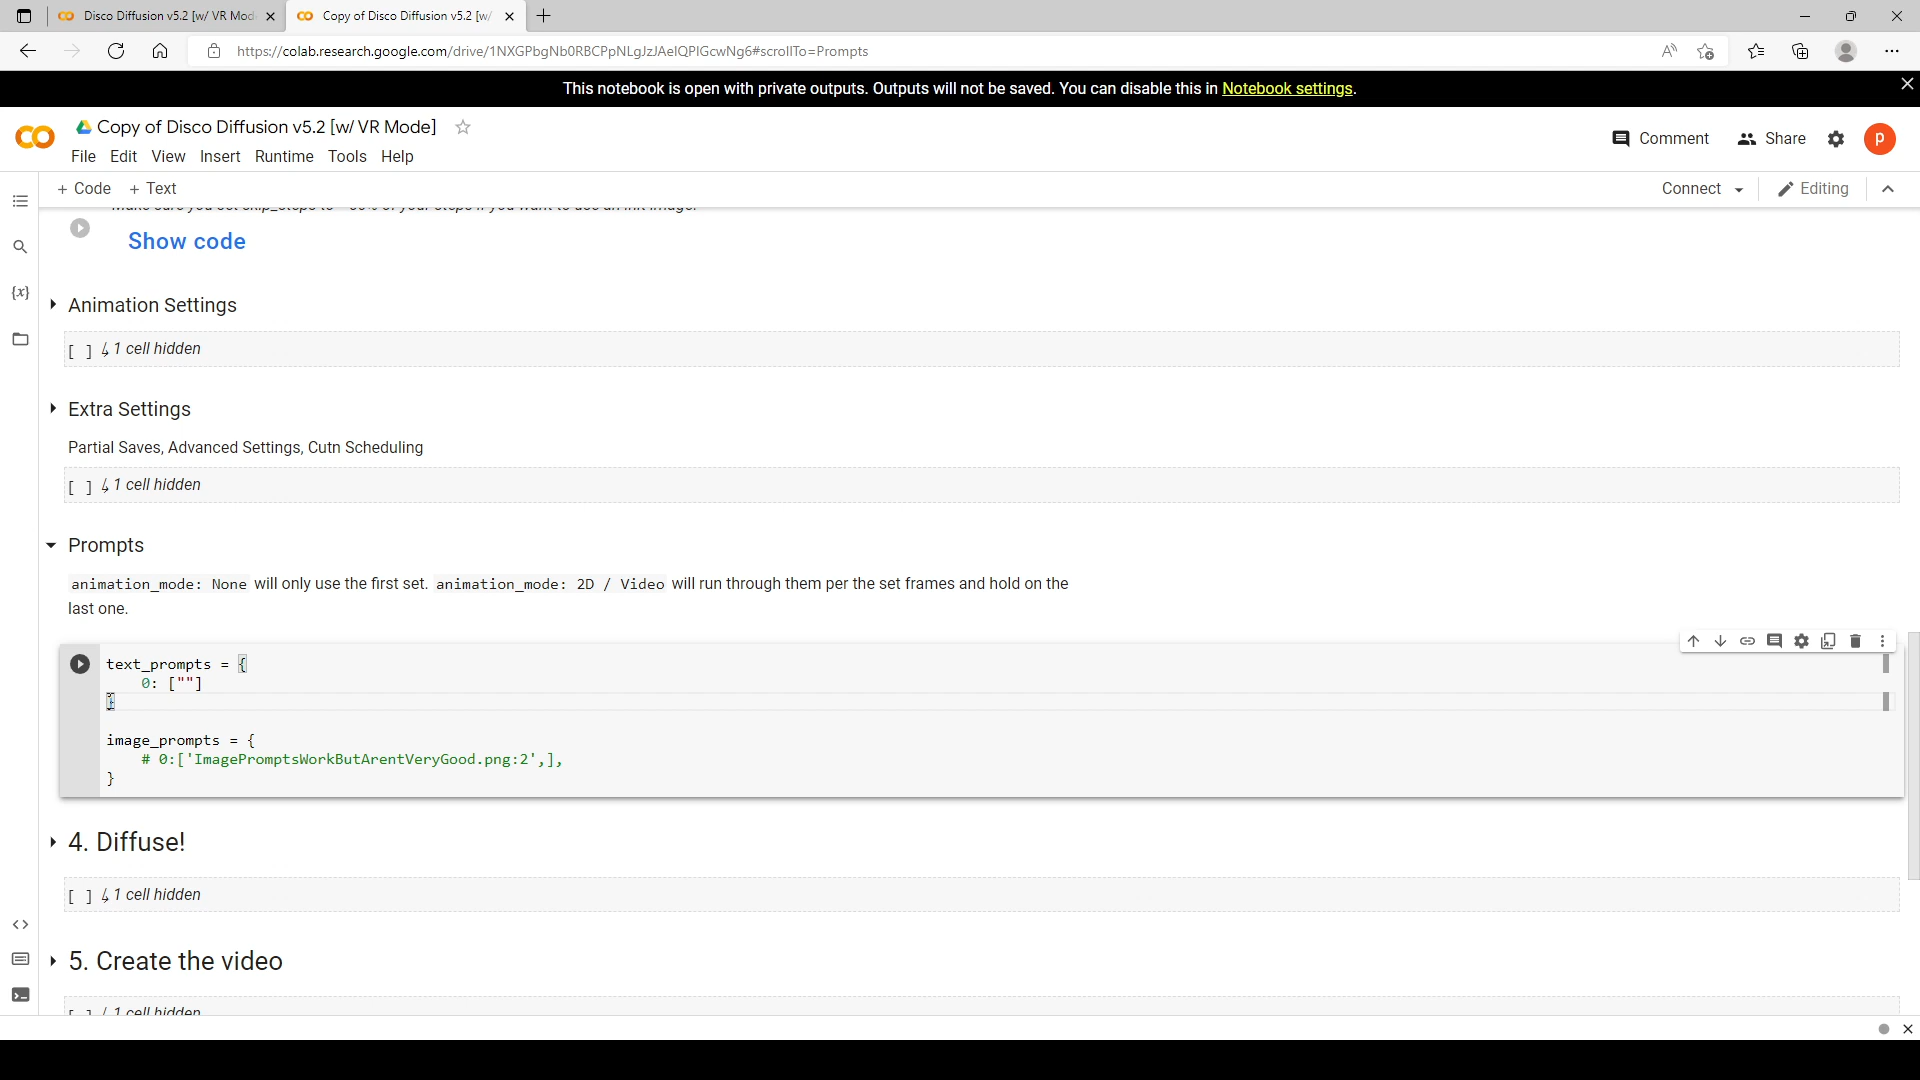 Disco Diffusion v5.2 [w/ VR Mod
Copy of Disco Diffusion v5.2 [w/
https://colab.research.google.com/drive/1NXGPbgNb0RBCPpNLgJzJAelQPIGcwNg6#scrollTo=Prompts
This notebook is open with private outputs. Outputs will not be saved. You can disable this in Notebook settings.
Copy of Disco Diffusion v5.2 [w/ VR Mode]
File Edit View Insert Runtime Tools Help
Comment Share P
+ Code + Text
Connect Editing
Show code
Animation Settings
[ ] ↳ 1 cell hidden
Extra Settings
Partial Saves, Advanced Settings, Cutn Scheduling
[ ] ↳ 1 cell hidden
Prompts
animation_mode: None will only use the first set. animation_mode: 2D / Video will run through them per the set frames and hold on the
last one.
text_prompts = {
0: [""]
}
image_prompts = {
# 0:['ImagePromptsWorkButArentVeryGood.png:2',],
}
4. Diffuse!
[ ] ↳ 1 cell hidden
5. Create the video
[ ] ↳ 1 cell hidden